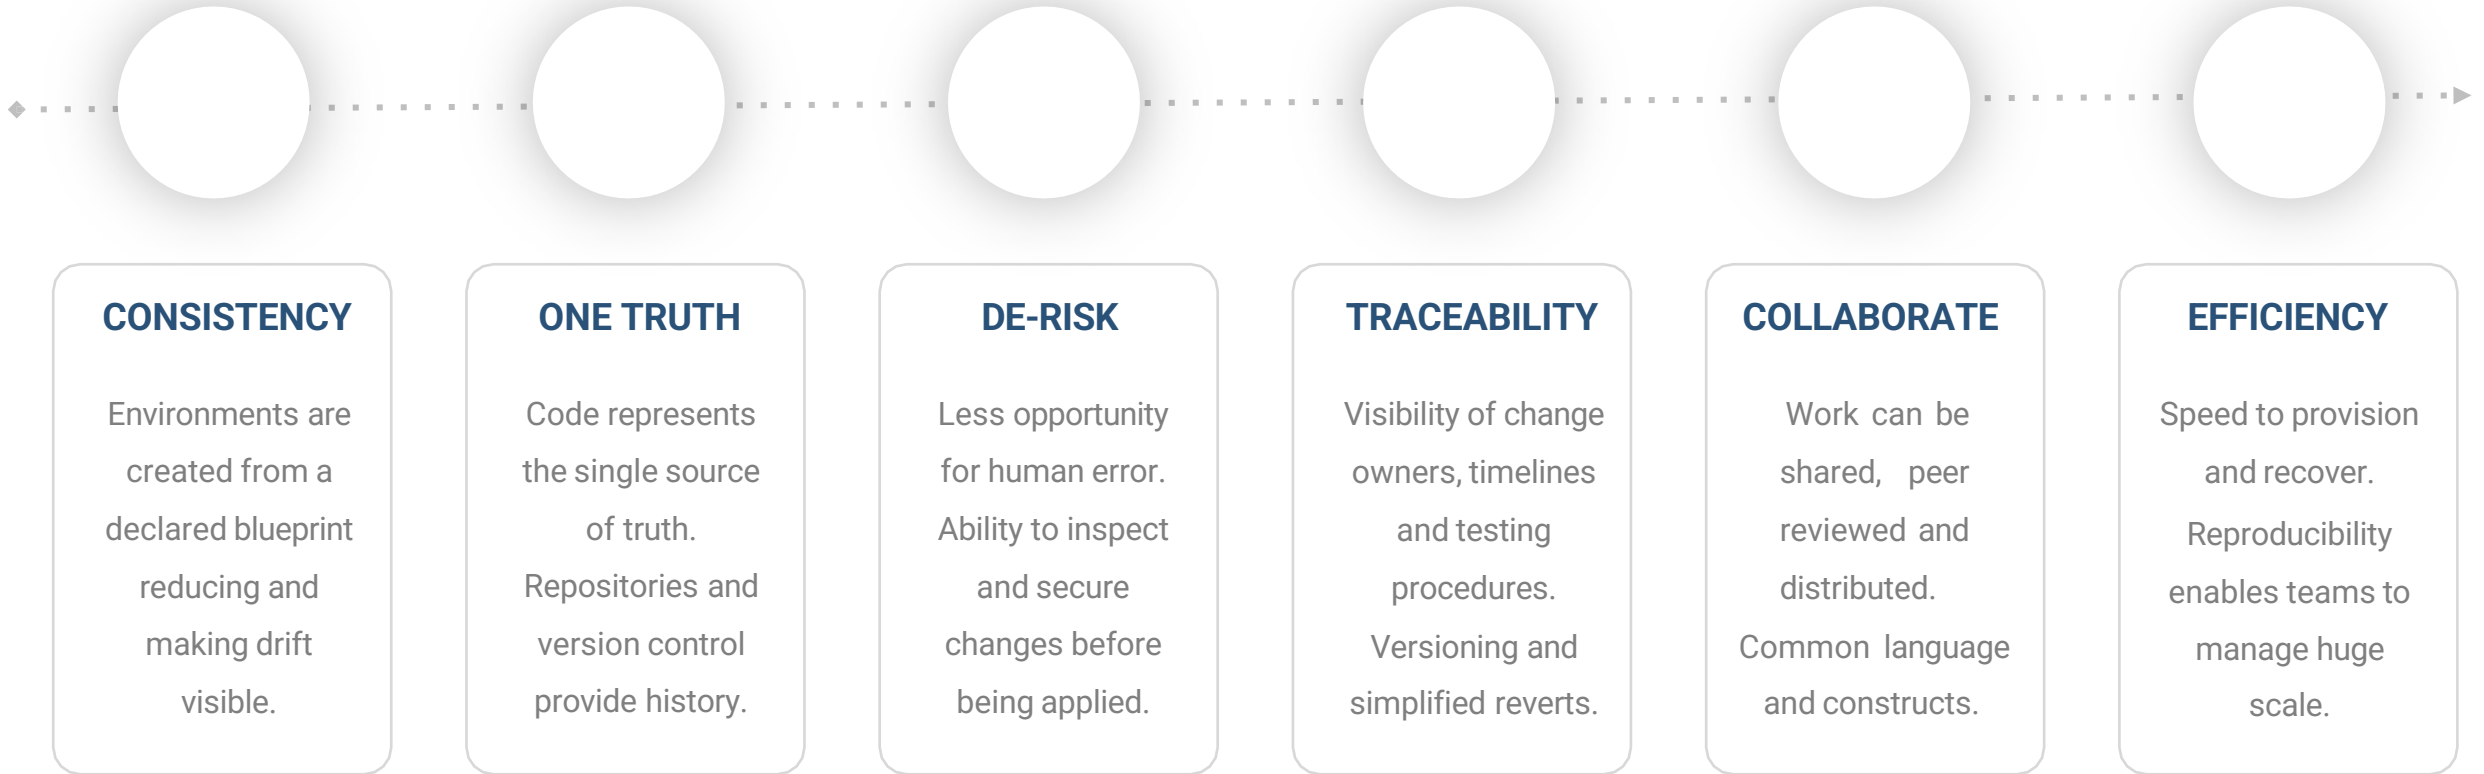 CONSISTENCY
Environments are
created from a
declared blueprint
reducing and
making drift
visible.
ONE TRUTH
Code represents
the single source
of truth.
Repositories and
version control
provide history.
DE-RISK
Less opportunity
for human error.
Ability to inspect
and secure
changes before
being applied.
TRACEABILITY
Visibility of change
owners, timelines
and testing
procedures.
Versioning and
simplified reverts.
COLLABORATE
Work can be
shared, peer
reviewed and
distributed.
Common language
and constructs.
EFFICIENCY
Speed to provision
and recover.
Reproducibility
enables teams to
manage huge
scale.